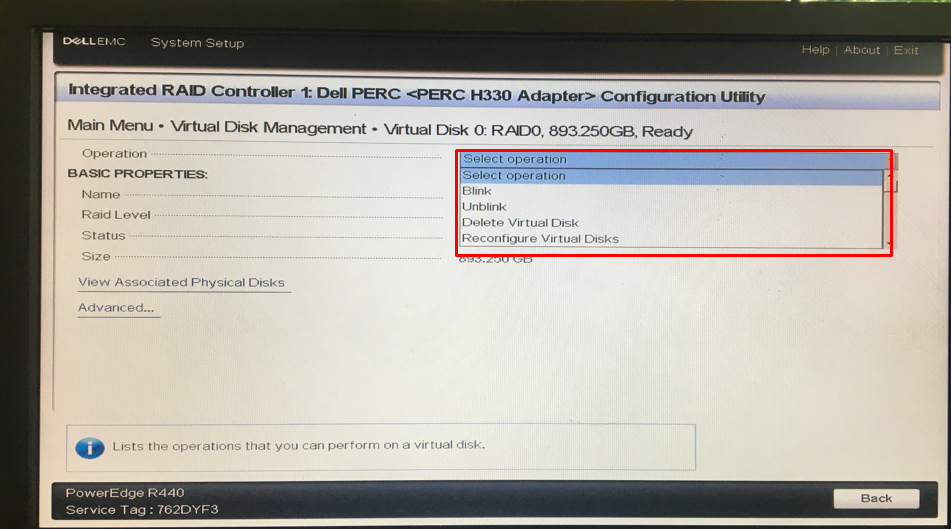 DELLEMC System Setup
Help | About | Exit
Integrated RAID Controller 1: Dell PERC <PERC H330 Adapter> Configuration Utility
Main Menu • Virtual Disk Management • Virtual Disk 0: RAID0, 893.250GB, Ready
Operation
Select operation
Select operation
Blink
Unblink
Delete Virtual Disk
Reconfigure Virtual Disks
BASIC PROPERTIES:
Name
Raid Level
Status
Size 893.250 GB
View Associated Physical Disks
Advanced...
Lists the operations that you can perform on a virtual disk.
PowerEdge R440
Service Tag : 762DYF3
Back